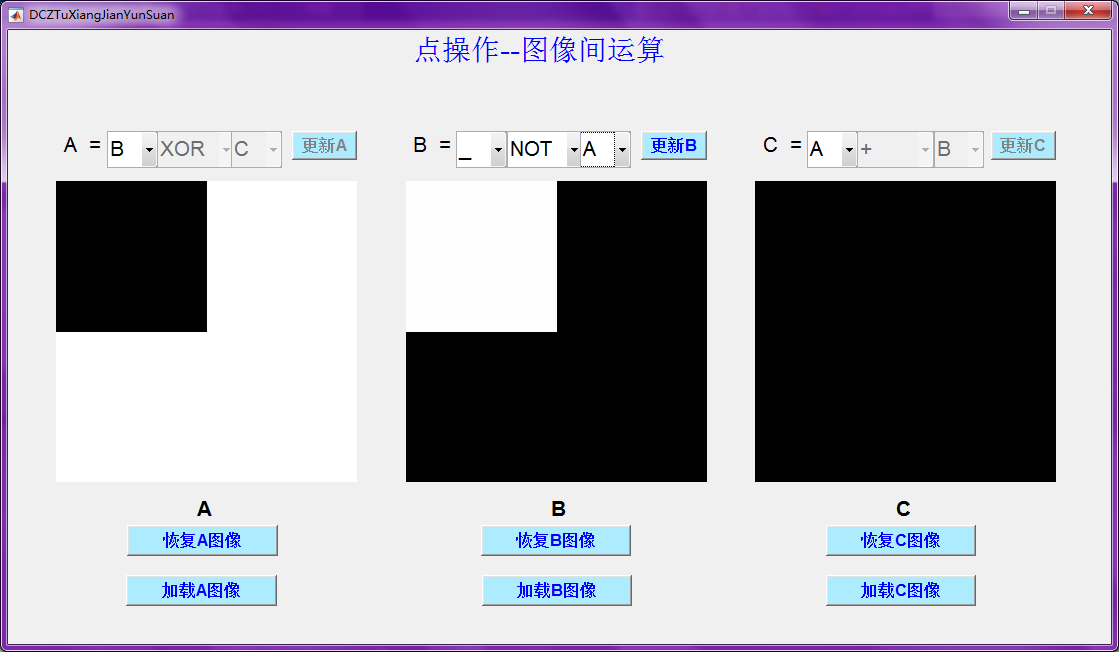 DCZTuXiangJianYunSuan
点操作--图像间运算
A = B XOR C 更新A
B = _ NOT A 更新B
C = A + B 更新C
A B C
恢复A图像 恢复B图像 恢复C图像
加载A图像 加载B图像 加载C图像